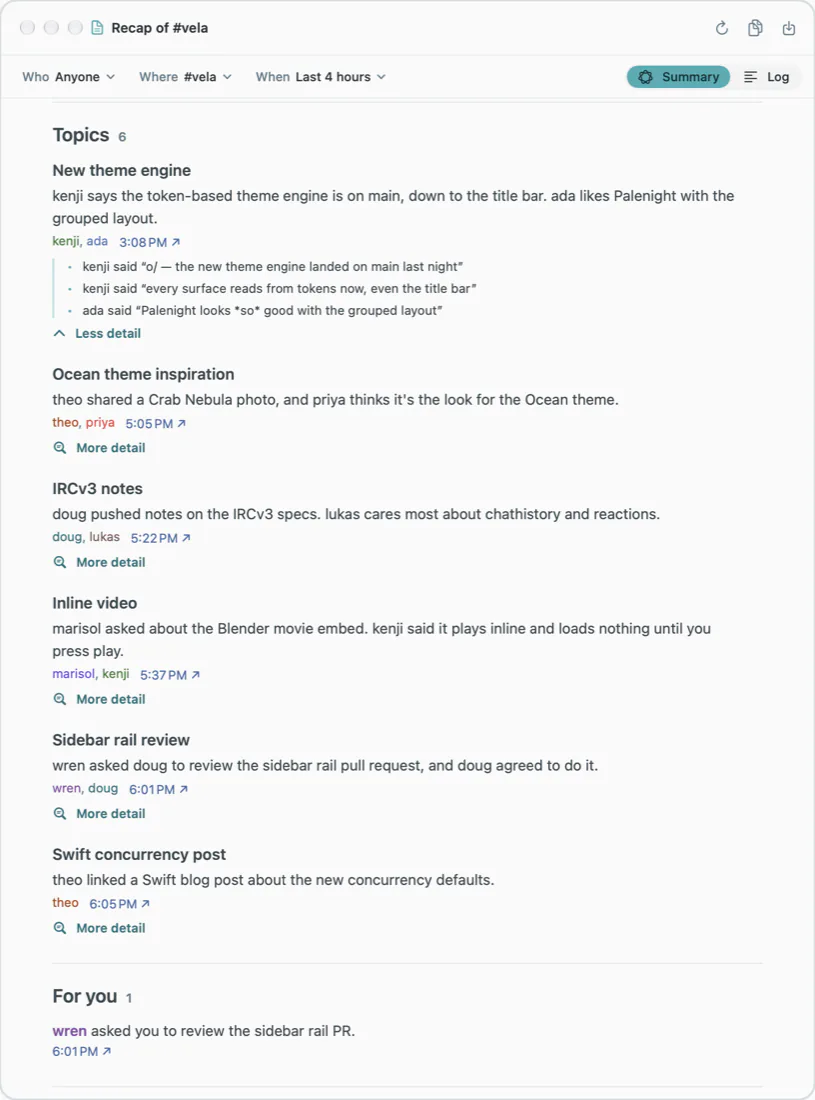 Recap of #vela
Who Anyone Where #vela When Last 4 hours Summary Log
Topics 6
New theme engine
kenji says the token-based theme engine is on main, down to the title bar. ada likes Palenight with the
grouped layout.
kenji, ada 3:08 PM ↗
• kenji said “o/ — the new theme engine landed on main last night”
• kenji said “every surface reads from tokens now, even the title bar”
• ada said “Palenight looks *so* good with the grouped layout”
Less detail
Ocean theme inspiration
theo shared a Crab Nebula photo, and priya thinks it's the look for the Ocean theme.
theo, priya 5:05 PM ↗
More detail
IRCv3 notes
doug pushed notes on the IRCv3 specs. lukas cares most about chathistory and reactions.
doug, lukas 5:22 PM ↗
More detail
Inline video
marisol asked about the Blender movie embed. kenji said it plays inline and loads nothing until you
press play.
marisol, kenji 5:37 PM ↗
More detail
Sidebar rail review
wren asked doug to review the sidebar rail pull request, and doug agreed to do it.
wren, doug 6:01 PM ↗
More detail
Swift concurrency post
theo linked a Swift blog post about the new concurrency defaults.
theo 6:05 PM ↗
More detail
For you 1
wren asked you to review the sidebar rail PR.
6:01 PM ↗